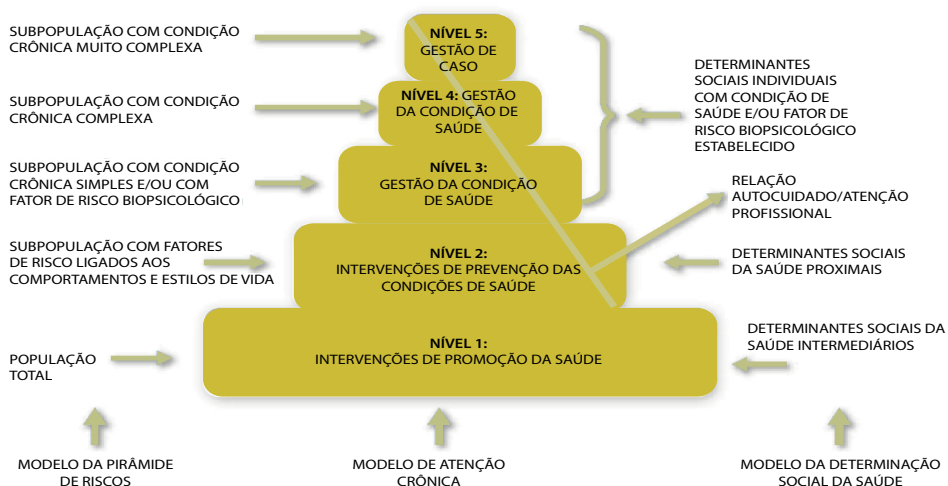 SUBPOPULAÇÃO COM CONDIÇÃO
CRÔNICA MUITO COMPLEXA
SUBPOPULAÇÃO COM CONDIÇÃO
CRÔNICA COMPLEXA
SUBPOPULAÇÃO COM CONDIÇÃO
CRÔNICA SIMPLES E/OU COM
FATOR DE RISCO BIOPSICOLÓGICO
SUBPOPULAÇÃO COM FATORES
DE RISCO LIGADOS AOS
COMPORTAMENTOS E ESTILOS DE VIDA
POPULAÇÃO
TOTAL
MODELO DA PIRÂMIDE
DE RISCOS
NÍVEL 5:
GESTÃO DE
CASO
NÍVEL 4: GESTÃO
DA CONDIÇÃO DE
SAÚDE
NÍVEL 3:
GESTÃO DA CONDIÇÃO
DE SAÚDE
NÍVEL 2:
INTERVENÇÕES DE PREVENÇÃO DAS
CONDIÇÕES DE SAÚDE
NÍVEL 1:
INTERVENÇÕES DE PROMOÇÃO DA SAÚDE
MODELO DE ATENÇÃO
CRÔNICA
DETERMINANTES
SOCIAIS INDIVIDUAIS
COM CONDIÇÃO DE
SAÚDE E/OU FATOR DE
RISCO BIOPSICOLÓGICO
ESTABELECIDO
RELAÇÃO
AUTOCUIDADO/ATENÇÃO
PROFISSIONAL
DETERMINANTES SOCIAIS
DA SAÚDE PROXIMAIS
DETERMINANTES SOCIAIS DA
SAÚDE INTERMEDIÁRIOS
MODELO DA DETERMINAÇÃO
SOCIAL DA SAÚDE